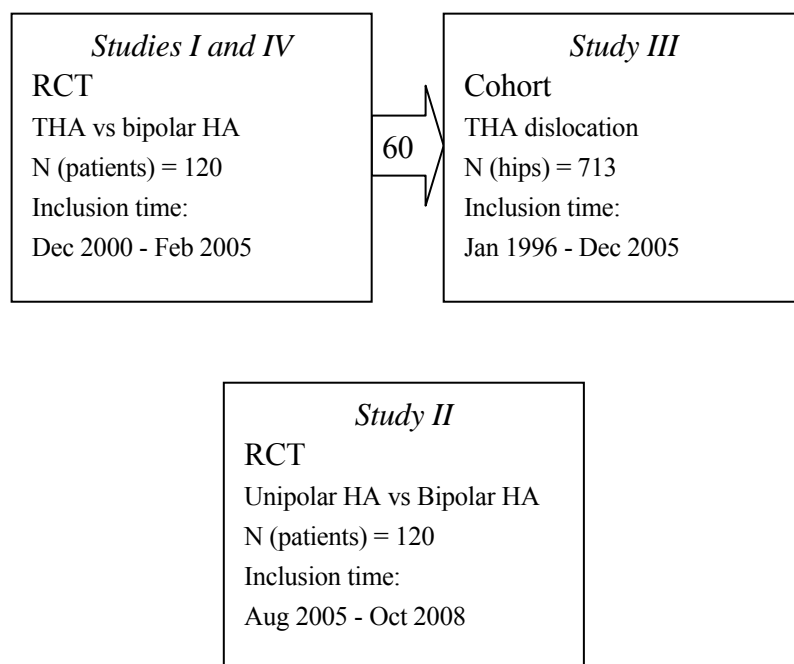 Studies I and IV
RCT
THA vs bipolar HA
N (patients) = 120
Inclusion time:
Dec 2000 - Feb 2005
60
Study III
Cohort
THA dislocation
N (hips) = 713
Inclusion time:
Jan 1996 - Dec 2005
Study II
RCT
Unipolar HA vs Bipolar HA
N (patients) = 120
Inclusion time:
Aug 2005 - Oct 2008